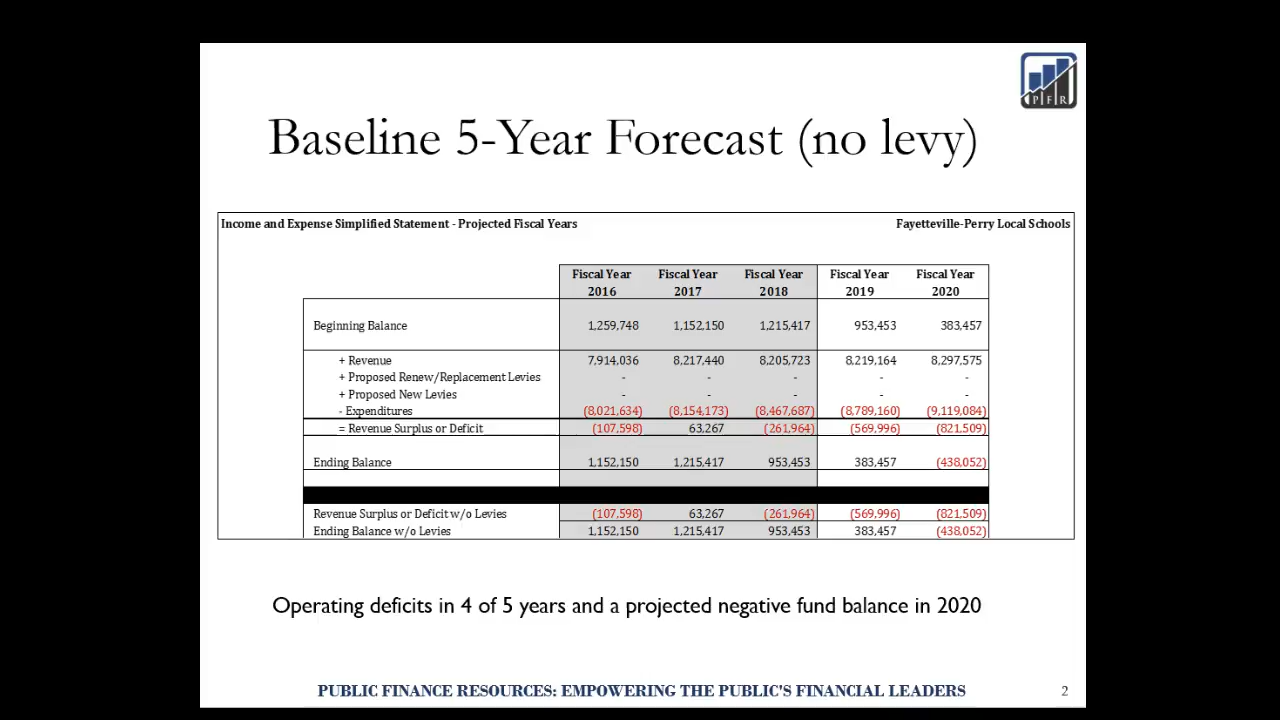 PFR
Baseline 5-Year Forecast (no levy)
Income and Expense Simplified Statement - Projected Fiscal Years Fayetteville-Perry Local Schools
Fiscal Year Fiscal Year Fiscal Year Fiscal Year Fiscal Year
2016 2017 2018 2019 2020
Beginning Balance 1,259,748 1,152,150 1,215,417 953,453 383,457
+ Revenue 7,914,036 8,217,440 8,205,723 8,219,164 8,297,575
+ Proposed Renew/Replacement Levies - - - - -
+ Proposed New Levies - - - - -
- Expenditures (8,021,634) (8,154,173) (8,467,687) (8,789,160) (9,119,084)
= Revenue Surplus or Deficit (107,598) 63,267 (261,964) (569,996) (821,509)
Ending Balance 1,152,150 1,215,417 953,453 383,457 (438,052)
Revenue Surplus or Deficit w/o Levies (107,598) 63,267 (261,964) (569,996) (821,509)
Ending Balance w/o Levies 1,152,150 1,215,417 953,453 383,457 (438,052)
Operating deficits in 4 of 5 years and a projected negative fund balance in 2020
PUBLIC FINANCE RESOURCES: EMPOWERING THE PUBLIC'S FINANCIAL LEADERS 2